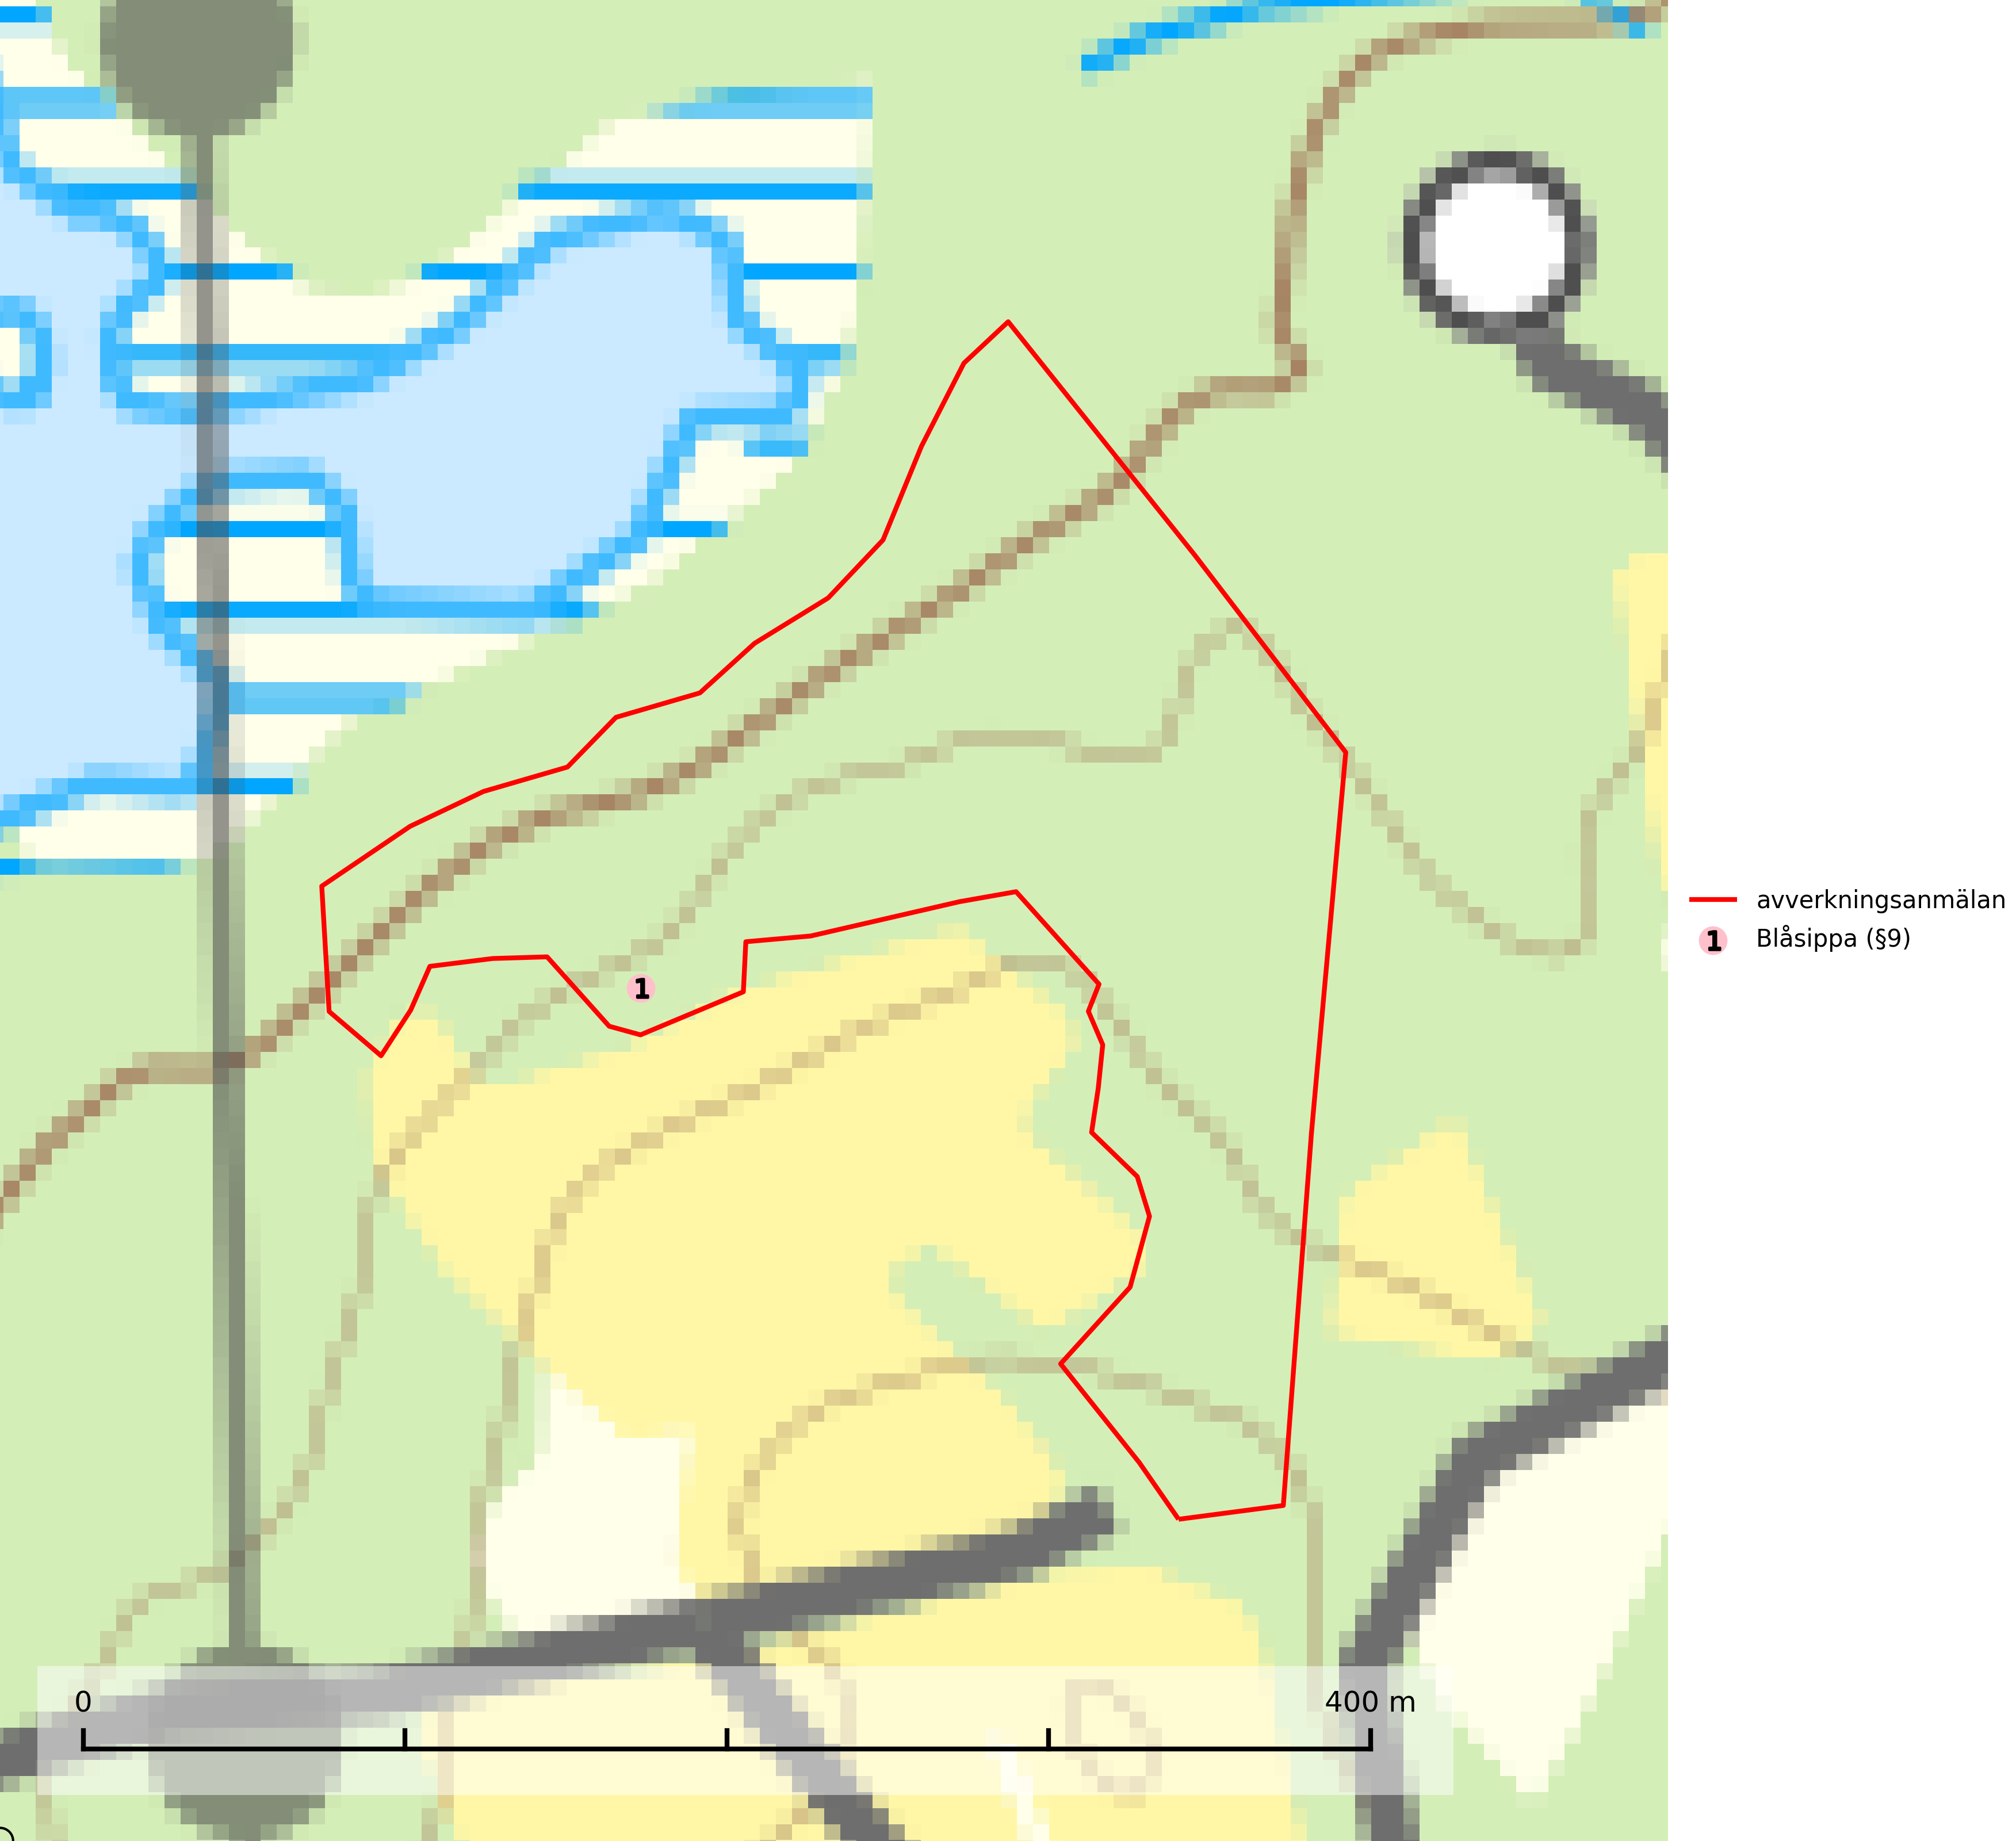 avverkningsanmälan
1 Blåsippa (§9)
1
0 400 m